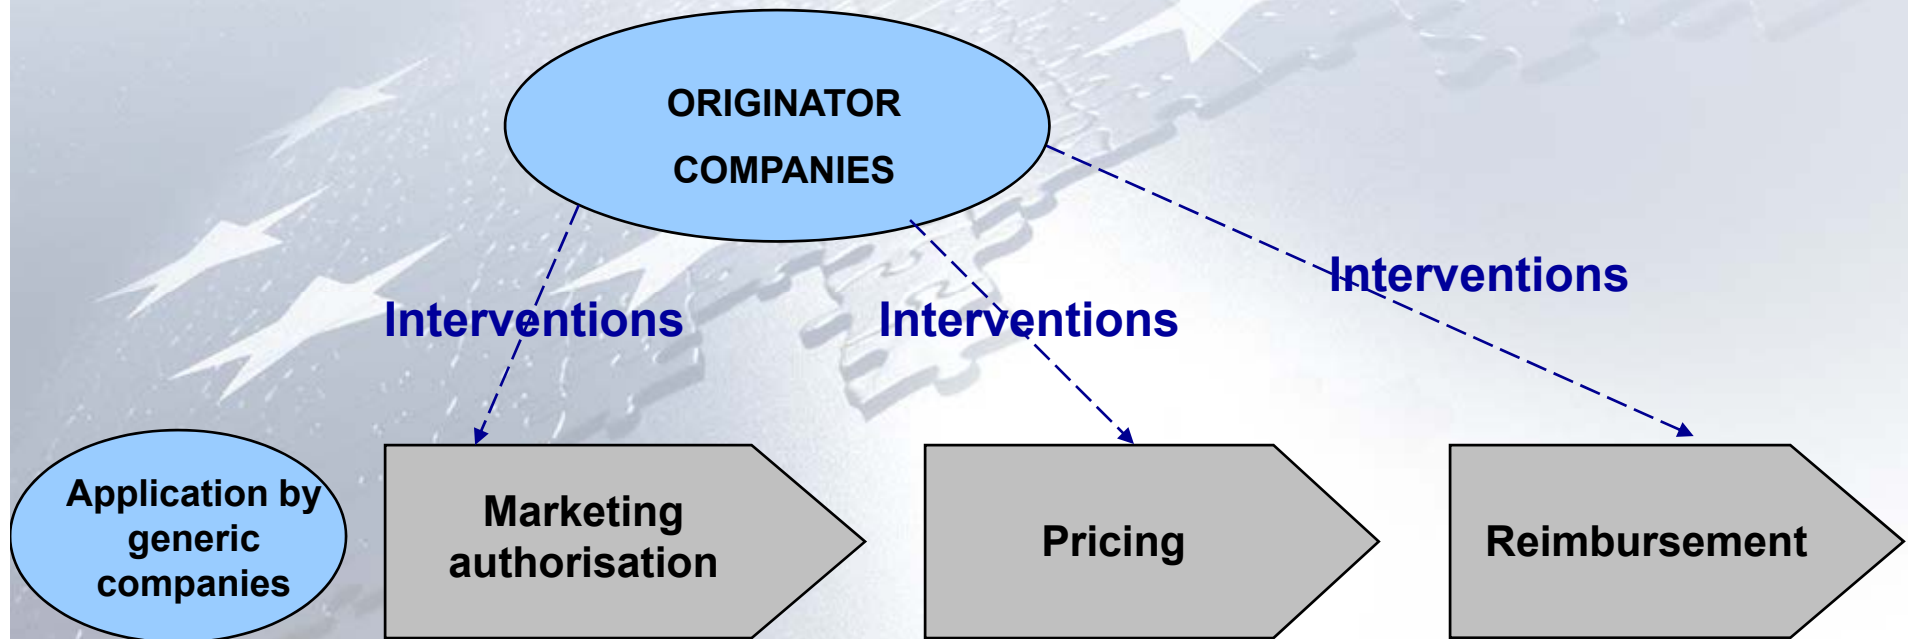 ORIGINATOR
COMPANIES
Interventions
Interventions
Interventions
Application by
generic
companies
Marketing
authorisation
Pricing
Reimbursement